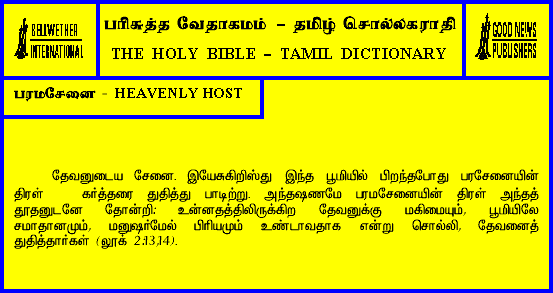 BELLWETHER
INTERNATIONAL
பரிசுத்த வேதாகமம் – தமிழ் சொல்லகராதி
THE HOLY BIBLE – TAMIL DICTIONARY
GOOD NEWS
PUBLISHERS
பரமசேனை - HEAVENLY HOST
தேவனுடைய சேனை. இயேசுகிறிஸ்து இந்த பூமியில் பிறந்தபோது பரசேனையின்
திரள் கர்த்தரை துதித்து பாடிற்று. அந்தஷணமே பரமசேனையின் திரள் அந்தத்
தூதனுடனே தோன்றி: உன்னதத்திலிருக்கிற தேவனுக்கு மகிமையும், பூமியிலே
சமாதானமும், மனுஷர்மேல் பிரியமும் உண்டாவதாக என்று சொல்லி, தேவனைத்
துதித்தார்கள் (லூக் 2:13,14).